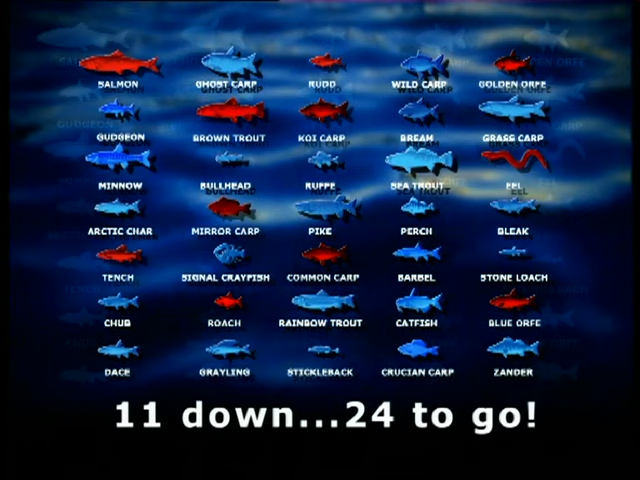 SALMON GHOST CARP RUDD WILD CARP GOLDEN ORFE
GUDGEON BROWN TROUT KOI CARP BREAM GRASS CARP
MINNOW BULLHEAD RUFFE SEA TROUT EEL
ARCTIC CHAR MIRROR CARP PIKE PERCH BLEAK
TENCH SIGNAL CRAYFISH COMMON CARP BARBEL STONE LOACH
CHUB ROACH RAINBOW TROUT CATFISH BLUE ORFE
DACE GRAYLING STICKLEBACK CRUCIAN CARP ZANDER
11 down...24 to go!